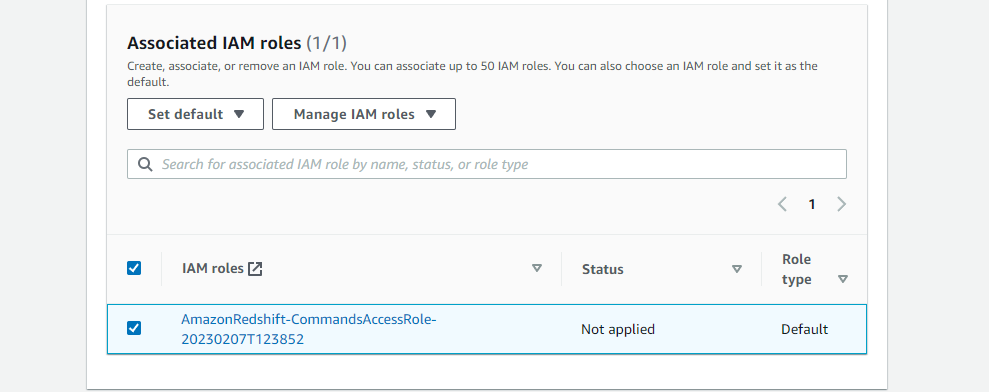 Associated IAM roles (1/1)
Create, associate, or remove an IAM role. You can associate up to 50 IAM roles. You can also choose an IAM role and set it as the
default.
Set default
Manage IAM roles
Search for associated IAM role by name, status, or role type
1
IAM roles
Status
Role
type
AmazonRedshift-CommandsAccessRole-
20230207T123852
Not applied
Default